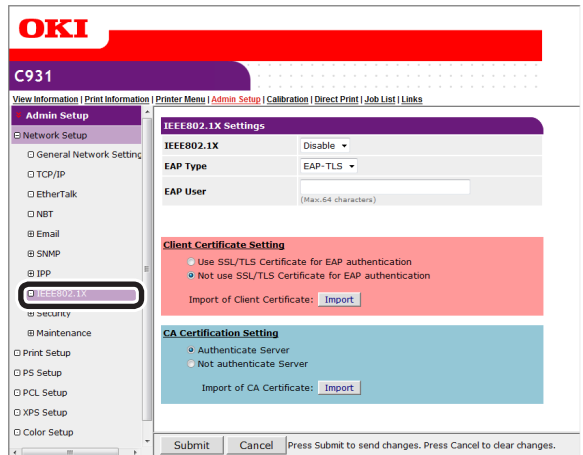 OKI
C931
View Information | Print Information | Printer Menu | Admin Setup | Calibration | Direct Print | Job List | Links
Admin Setup
Network Setup
General Network Setting
TCP/IP
EtherTalk
NBT
Email
SNMP
IPP
IEEE802.1X
Security
Maintenance
Print Setup
PS Setup
PCL Setup
XPS Setup
Color Setup
IEEE802.1X Settings
IEEE802.1X Disable
EAP Type EAP-TLS
EAP User
(Max.64 characters)
Client Certificate Setting
Use SSL/TLS Certificate for EAP authentication
Not use SSL/TLS Certificate for EAP authentication
Import of Client Certificate: Import
CA Certification Setting
Authenticate Server
Not authenticate Server
Import of CA Certificate: Import
Submit Cancel Press Submit to send changes. Press Cancel to clear changes.